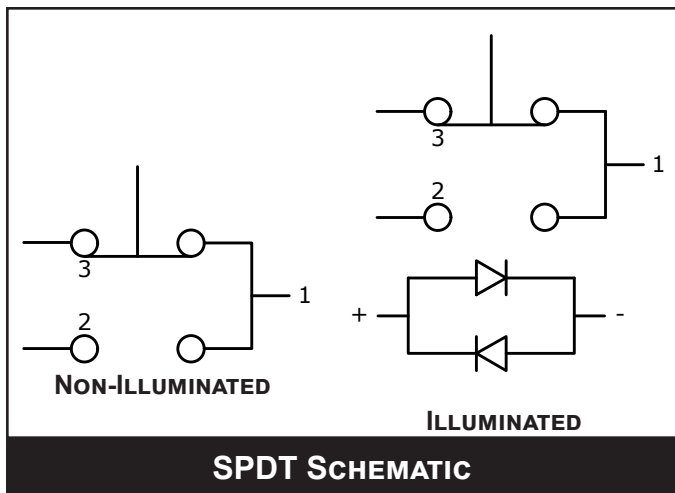 3
2
1
NON-ILLUMINATED
3
2
1
+ -
ILLUMINATED
SPDT SCHEMATIC